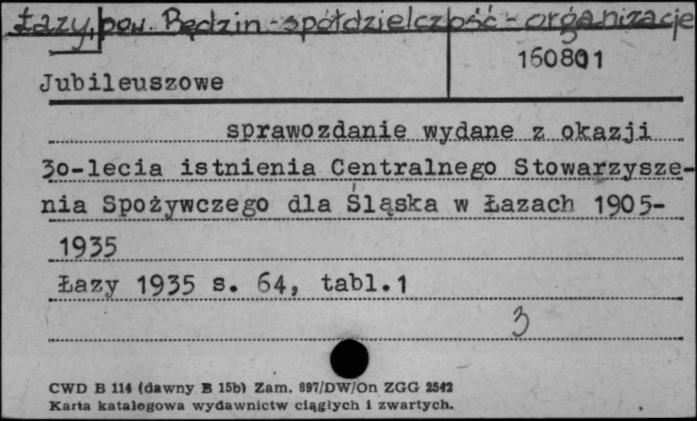 Łazy, pow. Będzin - spółdzielczość - organizacje
160801
Jubileuszowe
sprawozdanie wydane z okazji
3o-lecia istnienia Centralnego Stowarzysze-
nia Spożywczego dla Śląska w Łazach 1905-
1935
Łazy 1935 s. 64, tabl.1
3
CWD B 114 (dawny B 15b) Zam. 897/DW/On ZGG 2542
Karta katalogowa wydawnictw ciągłych i zwartych.